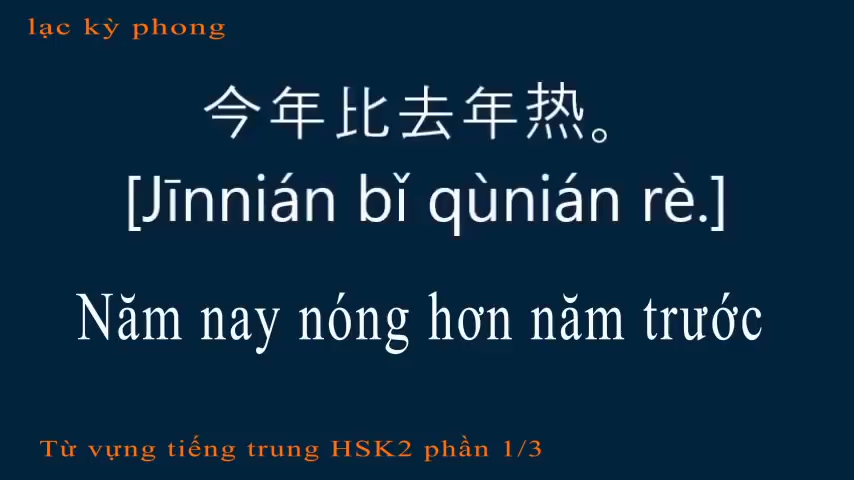 lạc kỳ phong
今年比去年热。
[Jīnnián bǐ qùnián rè.]
Năm nay nóng hơn năm trước
Từ vựng tiếng trung HSK2 phần 1/3